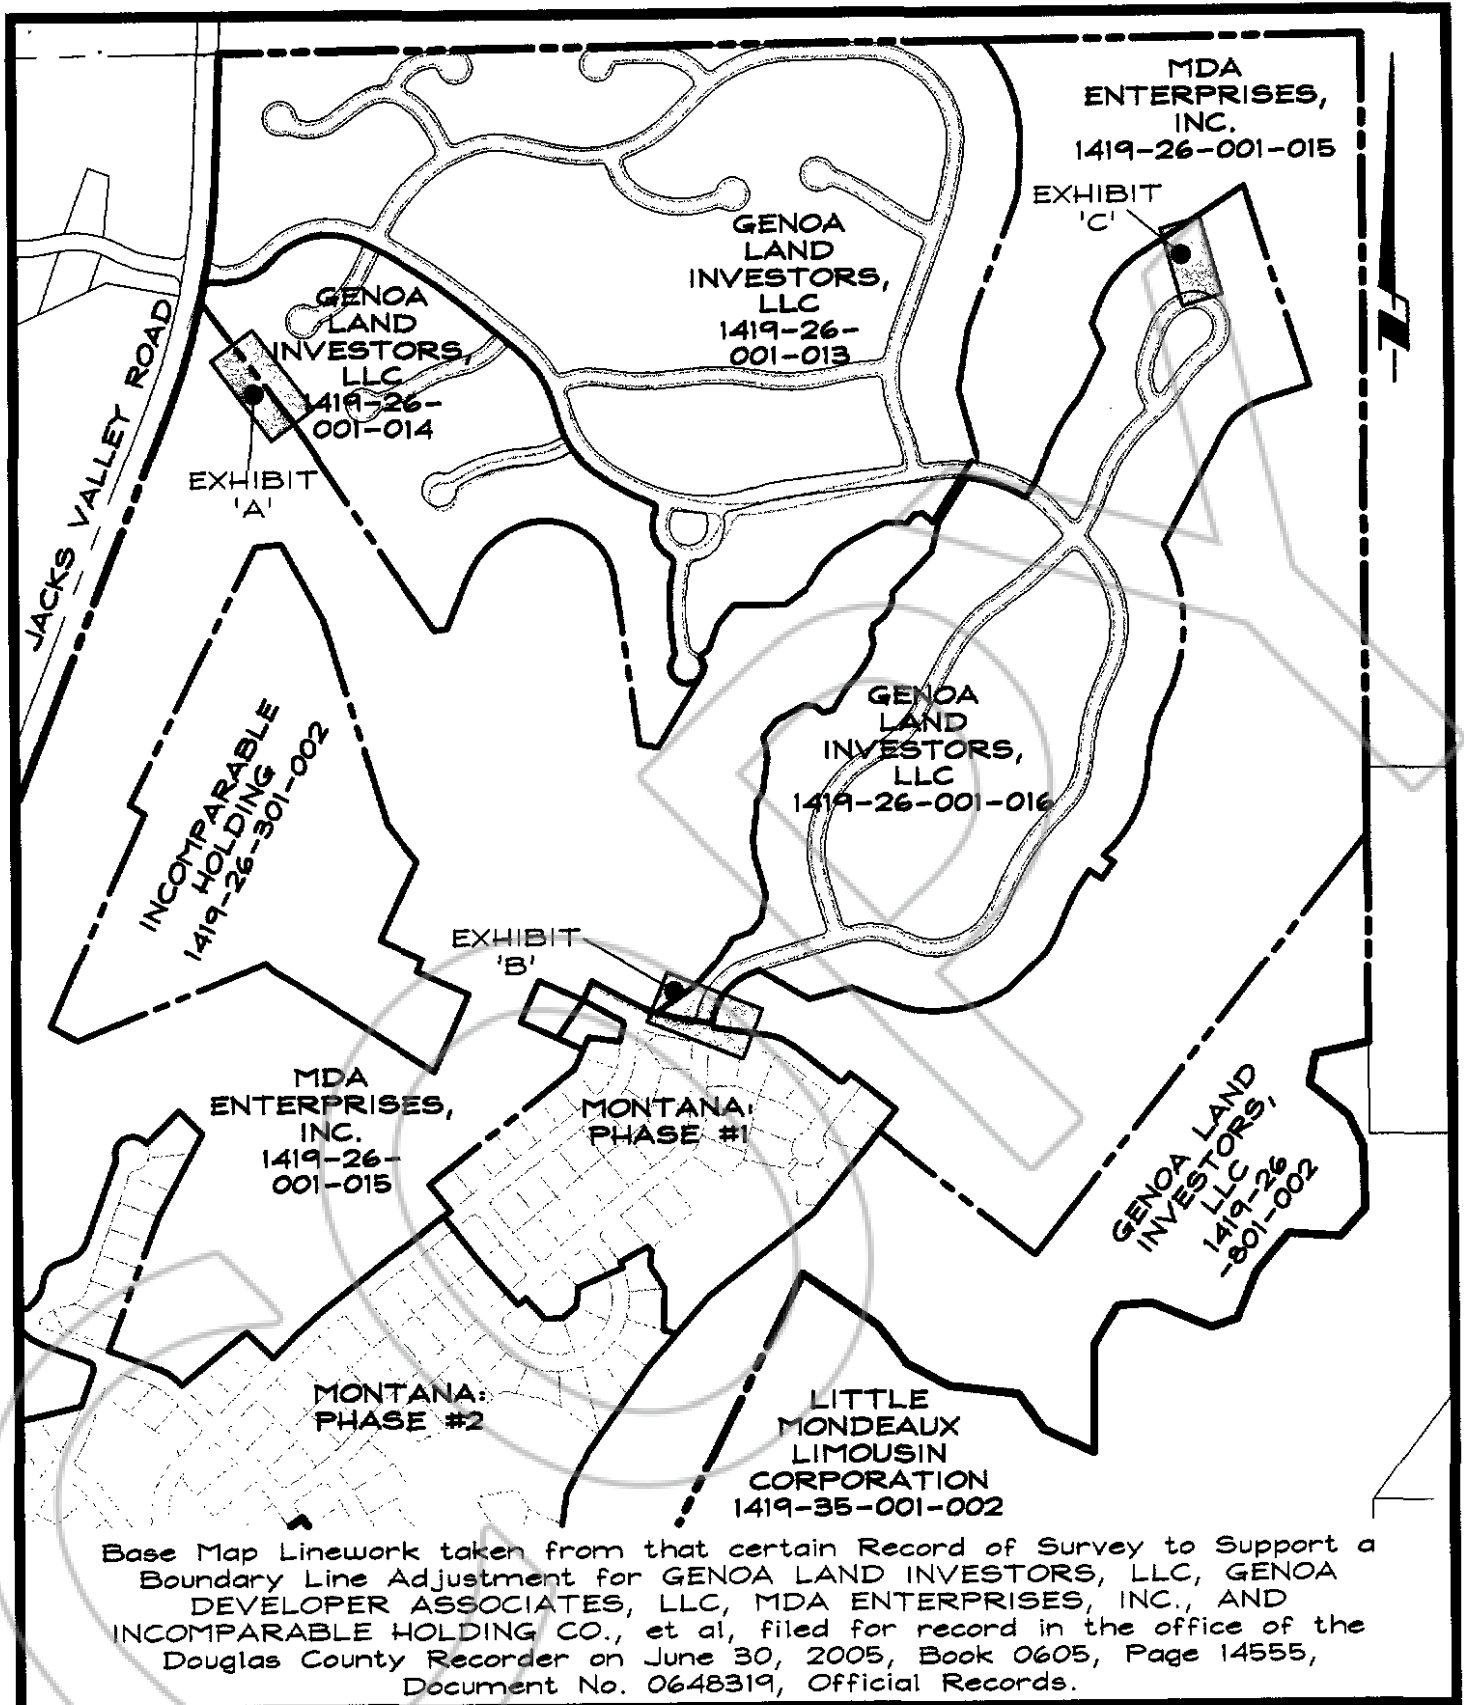 MDA
ENTERPRISES,
INC.
1419-26-001-015
EXHIBIT
'C'
GENOA
LAND
INVESTORS,
LLC
1419-26-
001-013
GENOA
LAND
INVESTORS,
LLC
1419-26-
001-014
EXHIBIT
'A'
JACKS VALLEY ROAD
INCOMPARABLE
HOLDING
1419-26-301-002
GENOA
LAND
INVESTORS,
LLC
1419-26-001-016
EXHIBIT
'B'
MDA
ENTERPRISES,
INC.
1419-26-
001-015
MONTANA:
PHASE #1
GENOA LAND
INVESTORS,
LLC
1419-26
-801-002
MONTANA:
PHASE #2
LITTLE
MONDEAUX
LIMOUSIN
CORPORATION
1419-35-001-002
Base Map Linework taken from that certain Record of Survey to Support a
Boundary Line Adjustment for GENOA LAND INVESTORS, LLC, GENOA
DEVELOPER ASSOCIATES, LLC, MDA ENTERPRISES, INC., AND
INCOMPARABLE HOLDING CO., et al, filed for record in the office of the
Douglas County Recorder on June 30, 2005, Book 0605, Page 14555,
Document No. 0648319, Official Records.
COPY